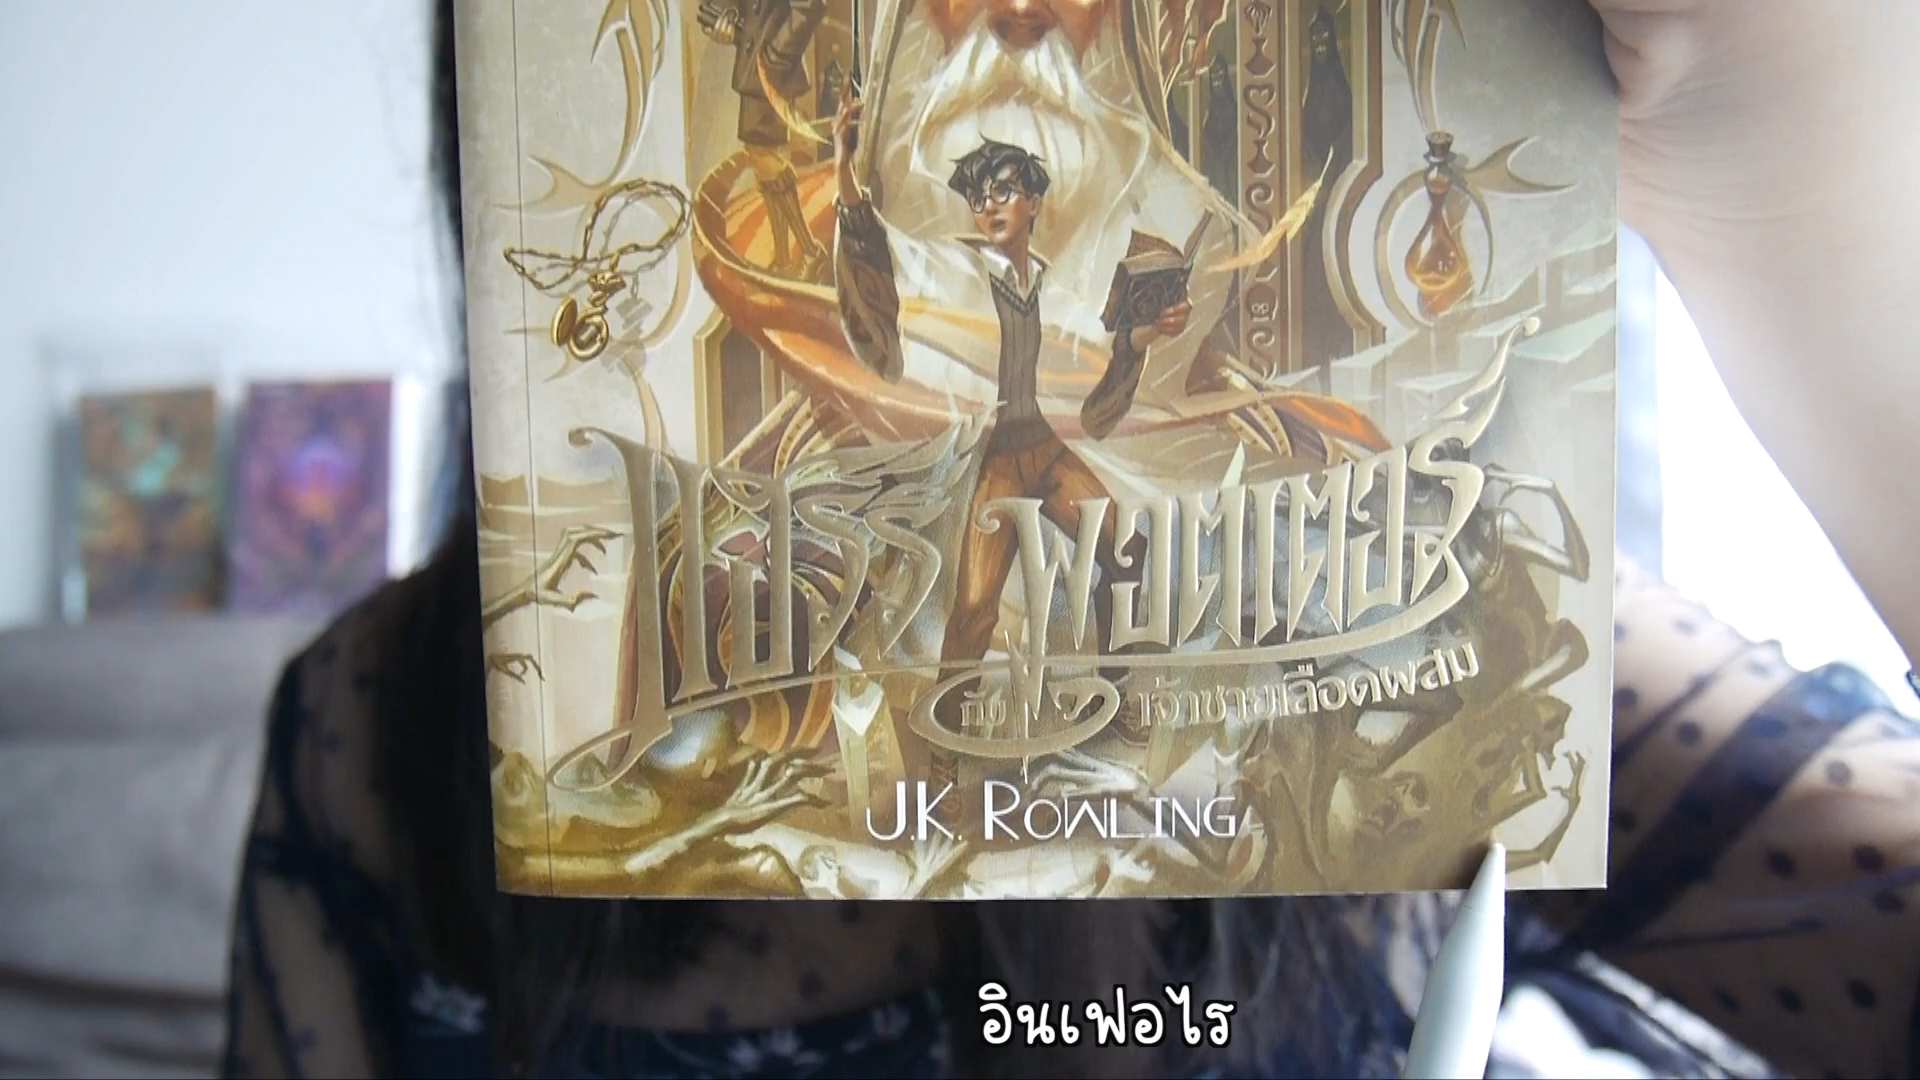 แฮร์รี่ พอตเตอร์
กับ เจ้าชายเลือดผสม
J.K. ROWLING
อินเฟอไร